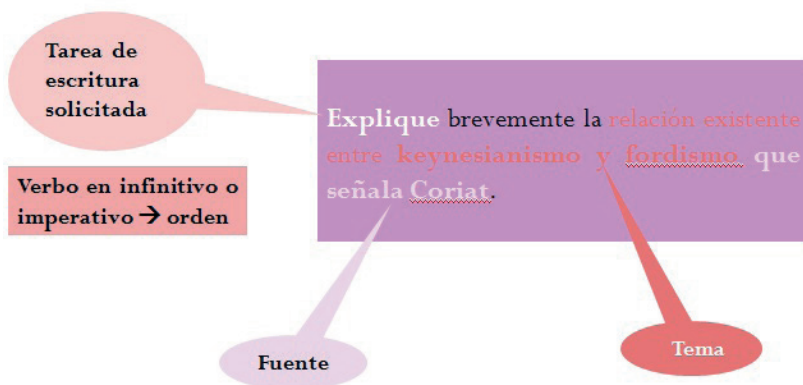 Tarea de
escritura
solicitada
Verbo en infinitivo o
imperativo → orden
Explique brevemente la relación existente
entre keynesianismo y fordismo que
señala Coriat.
Fuente
Tema